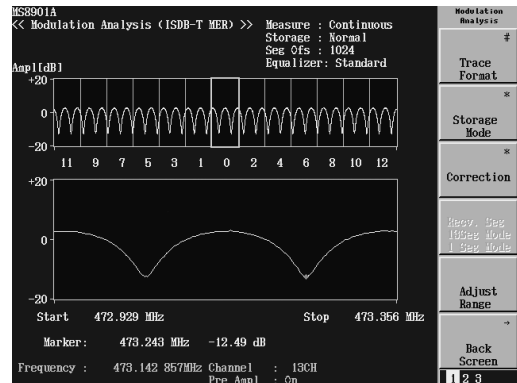 MS8901A
<< Modulation Analysis (ISDB-T MER) >>
Measure : Continuous
Storage : Normal
Seg Ofs : 1024
Equalizer: Standard
Ampl[dB]
+20
0
-20
11 9 7 5 3 1 0 2 4 6 8 10 12
+20
0
-20
Start 472.929 MHz Stop 473.356 MHz
Marker: 473.243 MHz -12.49 dB
Frequency : 473.142 857MHz Channel : 13CH
Pre Ampl : On
Modulation
Analysis
#
Trace
Format
*
Storage
Mode
*
Correction
Recv. Seg
13Seg Mode
1 Seg Mode
Adjust
Range
→
Back
Screen
1 2 3